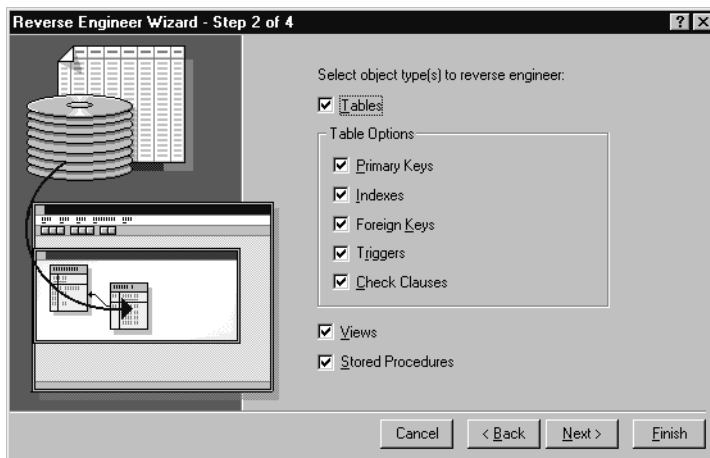 Reverse Engineer Wizard - Step 2 of 4
Select object type(s) to reverse engineer:
Tables
Table Options
Primary Keys
Indexes
Foreign Keys
Triggers
Check Clauses
Views
Stored Procedures
Cancel
< Back
Next >
Finish